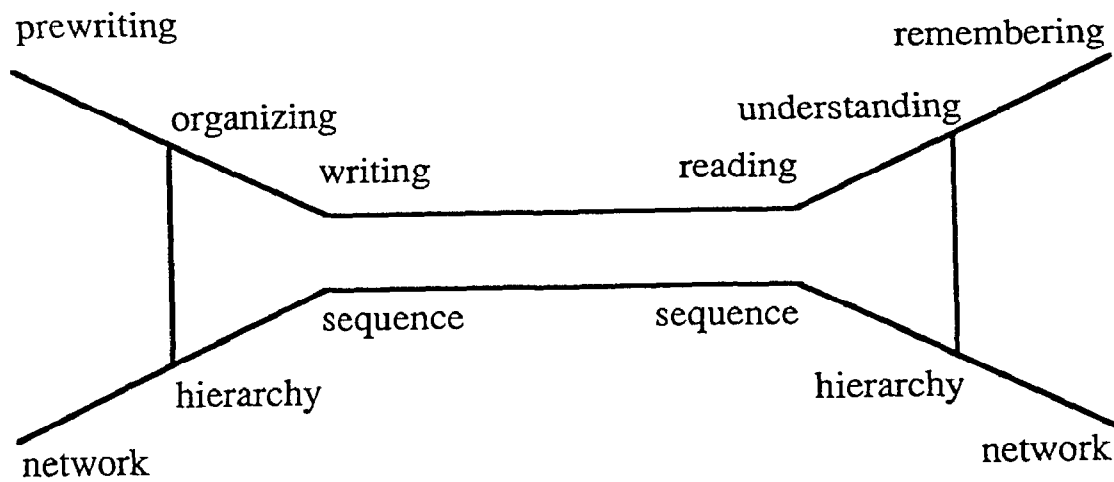 prewriting
remembering
organizing
understanding
writing
reading
sequence
sequence
hierarchy
hierarchy
network
network